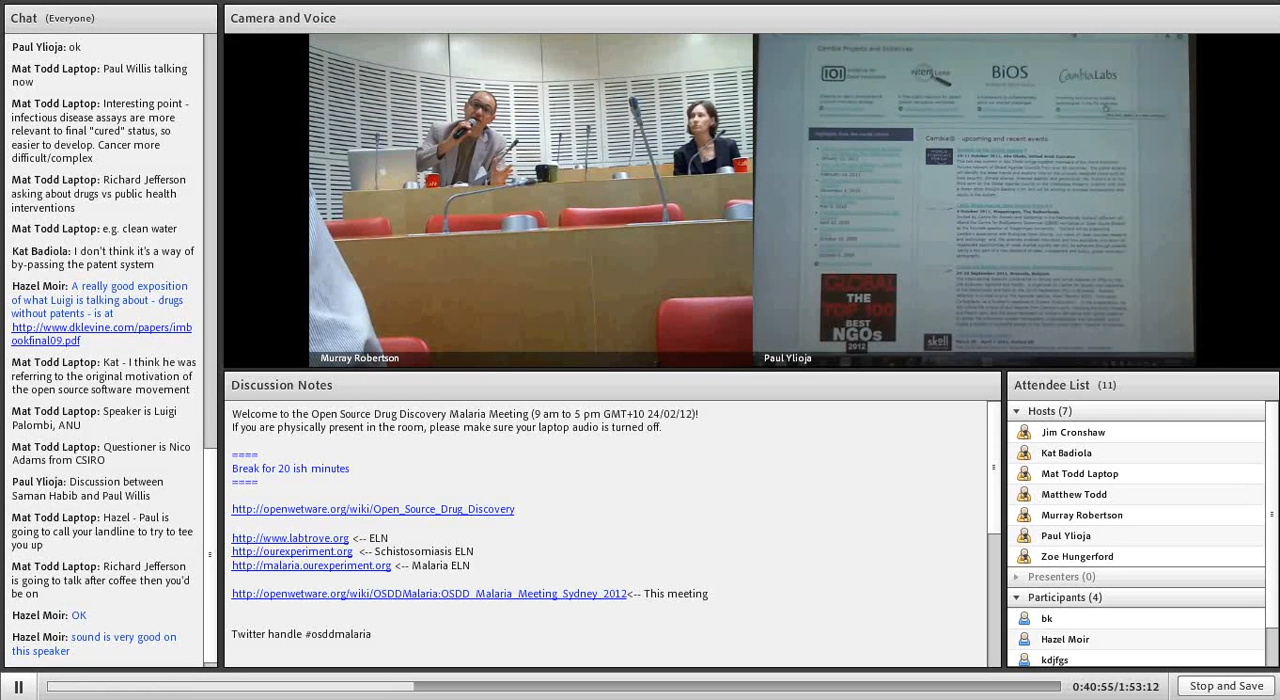 Chat (Everyone)
Paul Ylioja: ok
Mat Todd Laptop: Paul Willis talking
now
Mat Todd Laptop: Interesting point -
infectious disease assays are more
relevant to final "cured" status, so
easier to develop. Cancer more
difficult/complex
Mat Todd Laptop: Richard Jefferson
asking about drugs vs public health
interventions
Mat Todd Laptop: e.g. clean water
Kat Badiola: I don't think it's a way of
by-passing the patent system
Hazel Moir: A really good exposition
of what Luigi is talking about - drugs
without patents - is at
http://www.dklevine.com/papers/imb
ookfinal09.pdf
Mat Todd Laptop: Kat - I think he was
referring to the original motivation of
the open source software movement
Mat Todd Laptop: Speaker is Luigi
Palombi, ANU
Mat Todd Laptop: Questioner is Nico
Adams from CSIRO
Paul Ylioja: Discussion between
Saman Habib and Paul Willis
Mat Todd Laptop: Hazel - Paul is
going to call your landline to try to tee
you up
Mat Todd Laptop: Richard Jefferson
is going to talk after coffee then you'd
be on
Hazel Moir: OK
Hazel Moir: sound is very good on
this speaker
Camera and Voice
Murray Robertson
Cambia Projects and Initiatives
IOI
BiOS
CambiaLabs
Cambia® - upcoming and recent events
GLOBAL
THE
TOP 100
BEST
NGOs
2012
skoll
Paul Ylioja
Discussion Notes
Welcome to the Open Source Drug Discovery Malaria Meeting (9 am to 5 pm GMT+10 24/02/12)!
If you are physically present in the room, please make sure your laptop audio is turned off.
====
Break for 20 ish minutes
====
http://openwetware.org/wiki/Open_Source_Drug_Discovery
http://www.labtrove.org <-- ELN
http://ourexperiment.org <-- Schistosomiasis ELN
http://malaria.ourexperiment.org <-- Malaria ELN
http://openwetware.org/wiki/OSDDMalaria:OSDD_Malaria_Meeting_Sydney_2012<-- This meeting
Twitter handle #osddmalaria
Attendee List (11)
Hosts (7)
Jim Cronshaw
Kat Badiola
Mat Todd Laptop
Matthew Todd
Murray Robertson
Paul Ylioja
Zoe Hungerford
Presenters (0)
Participants (4)
bk
Hazel Moir
kdjfgs
0:40:55/1:53:12
Stop and Save